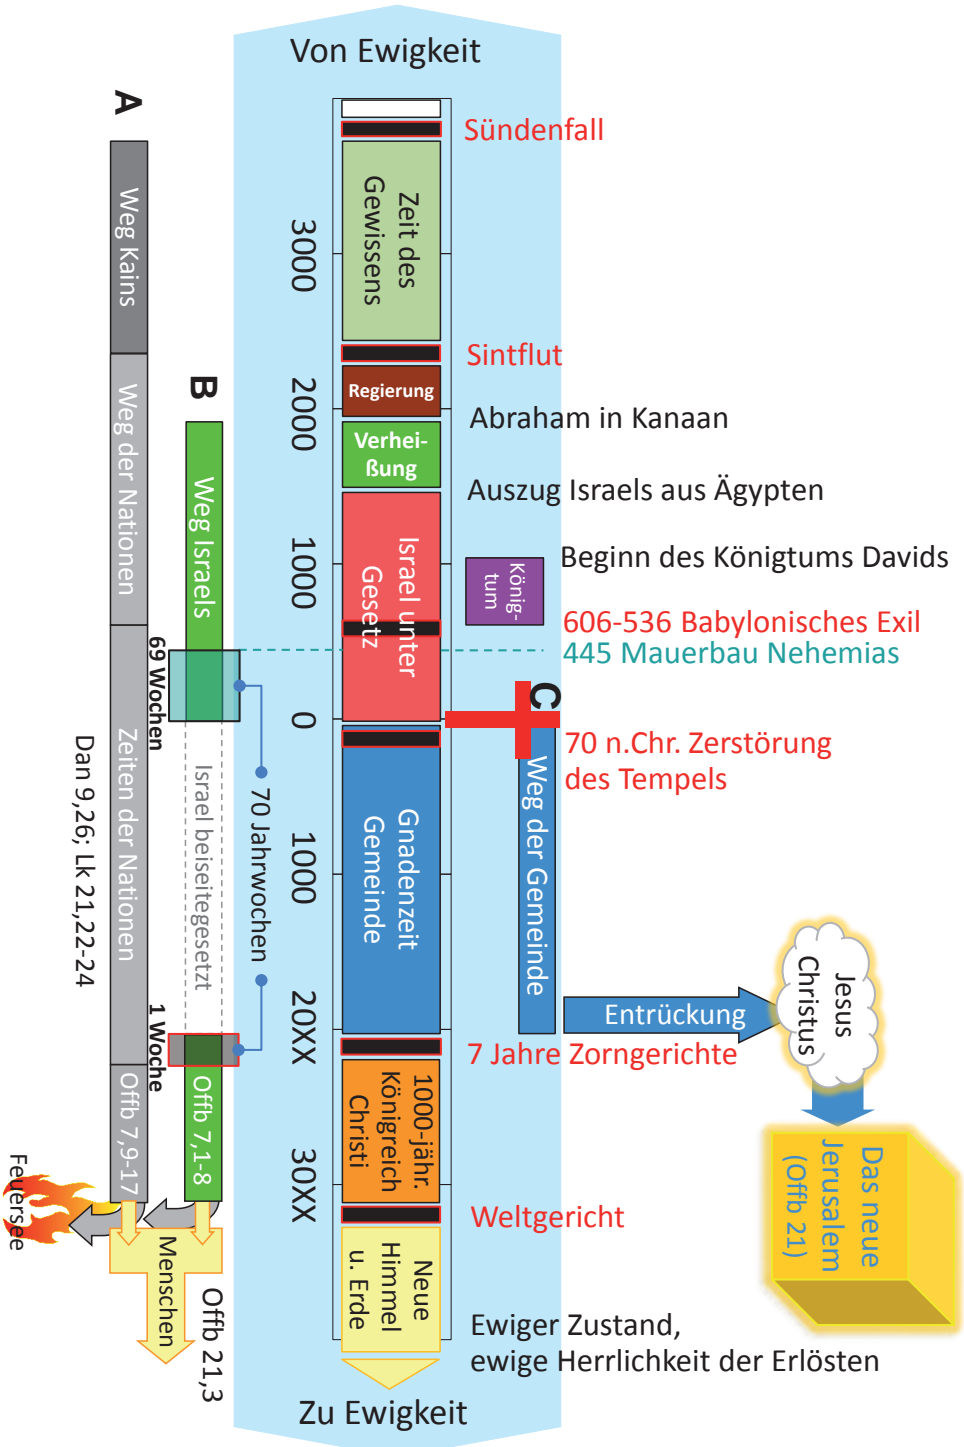 Von Ewigkeit
Sündenfall
Zeit des
Gewissens
3000
Sintflut
Regierung
2000
Abraham in Kanaan
Verhei-
ßung
Auszug Israels aus Ägypten
Israel unter
Gesetz
1000
König-
tum
Beginn des Königtums Davids
606-536 Babylonisches Exil
445 Mauerbau Nehemias
0
C
70 n.Chr. Zerstörung
des Tempels
Weg der Gemeinde
Gnadenzeit
Gemeinde
1000
20XX
Entrückung
Jesus
Christus
7 Jahre Zorngerichte
1000-jähr.
Königreich
Christi
30XX
Das neue
Jerusalem
(Offb 21)
Weltgericht
Neue
Himmel
u. Erde
Ewiger Zustand,
ewige Herrlichkeit der Erlösten
Zu Ewigkeit
A
Weg Kains
Weg der Nationen
Zeiten der Nationen
Offb 7,9-17
B
Weg Israels
69 Wochen
Israel beiseitegesetzt
70 Jahrwochen
1 Woche
Offb 7,1-8
Dan 9,26; Lk 21,22-24
Feuersee
Menschen
Offb 21,3